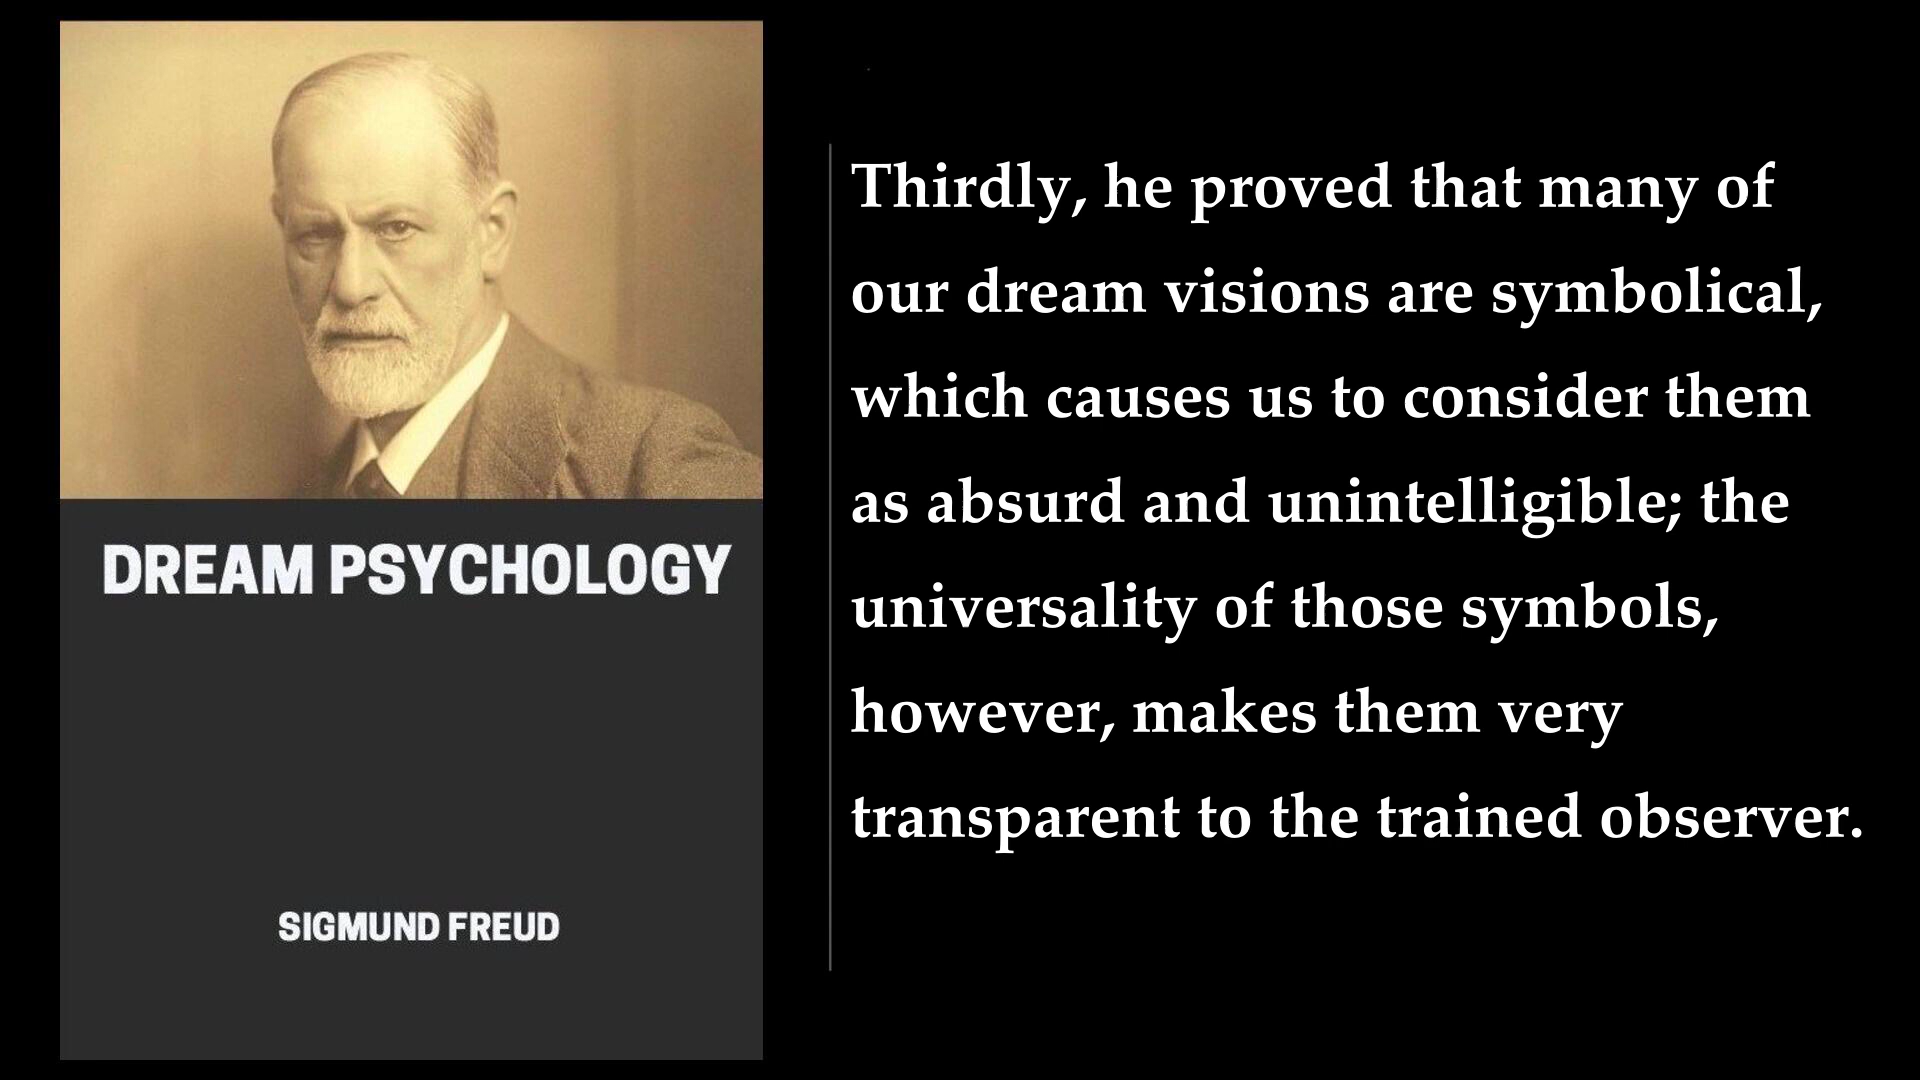 DREAM PSYCHOLOGY
SIGMUND FREUD
Thirdly, he proved that many of
our dream visions are symbolical,
which causes us to consider them
as absurd and unintelligible; the
universality of those symbols,
however, makes them very
transparent to the trained observer.